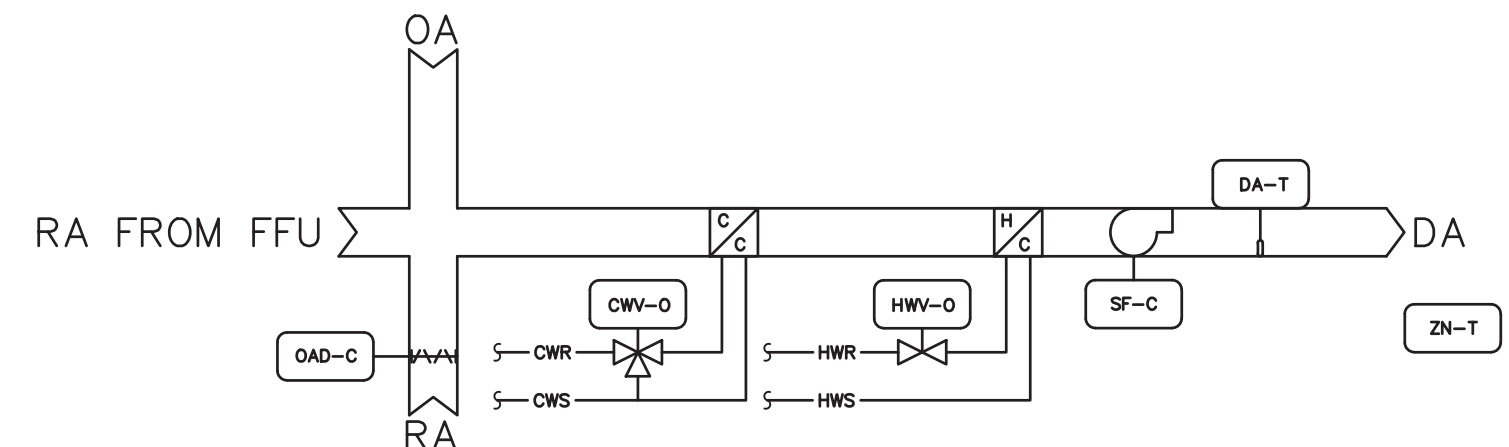 OA
DA-T
RA FROM FFU
C
C
H
C
DA
CWV-O
HWV-O
SF-C
ZN-T
OAD-C
CWR
HWR
CWS
HWS
RA